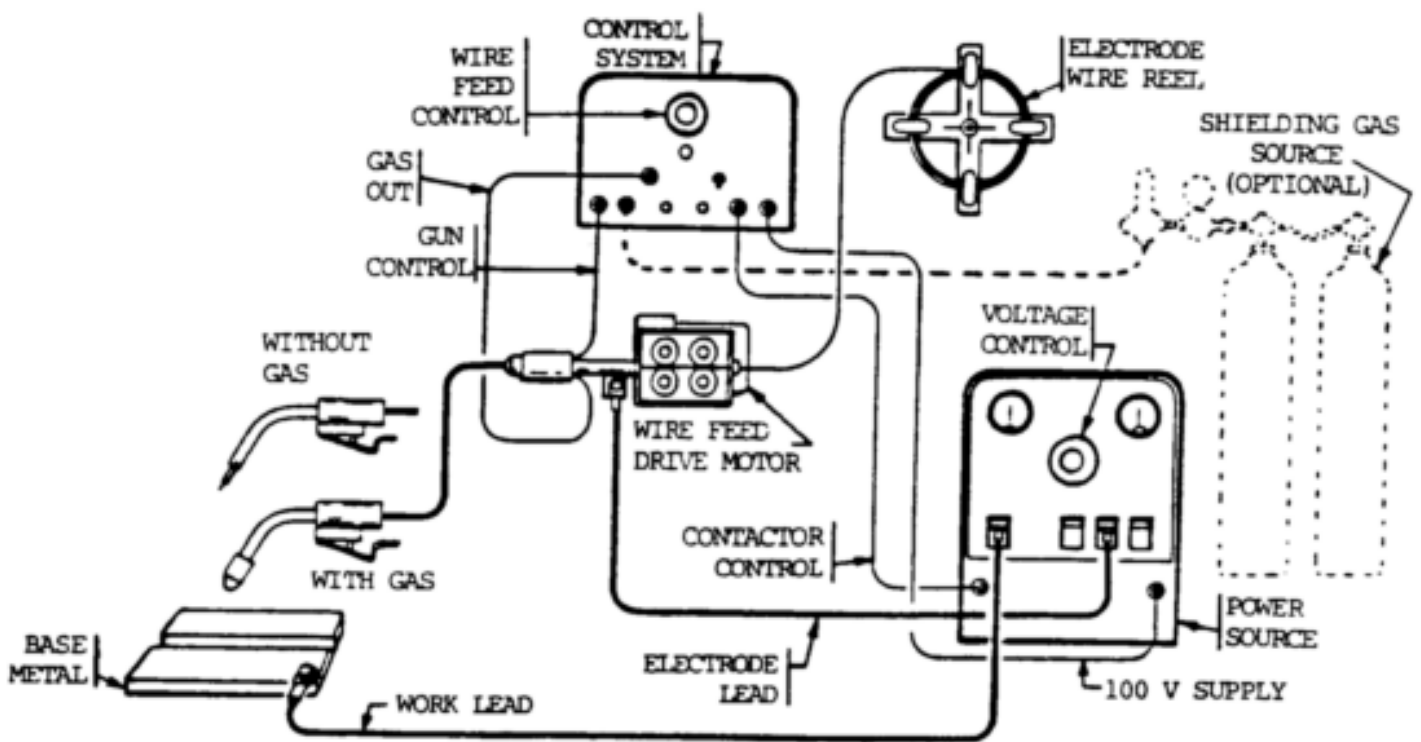 CONTROL
SYSTEM
WIRE
FEED
CONTROL
ELECTRODE
WIRE REEL
SHIELDING GAS
SOURCE
(OPTIONAL)
GAS
OUT
GUN
CONTROL
VOLTAGE
CONTROL
WITHOUT
GAS
WIRE FEED
DRIVE MOTOR
CONTACTOR
CONTROL
WITH GAS
POWER
SOURCE
BASE
METAL
ELECTRODE
LEAD
100 V SUPPLY
WORK LEAD